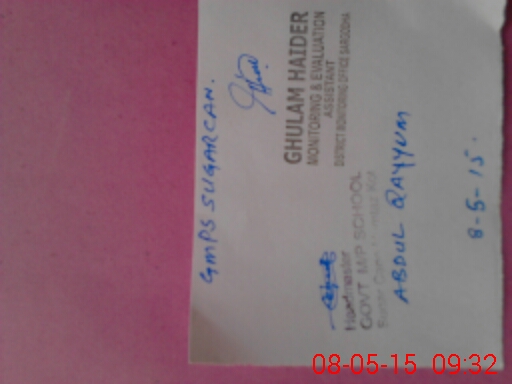 GMPS SUGARCAN.
GHULAM HAIDER
MONITORING & EVALUATION
ASSISTANT
DISTRICT MONITORING OFFICE SARGODHA
Headmaster
GOVT M/P SCHOOL
ABDUL QAYYUM
8-5-15.
08-05-15 09:32